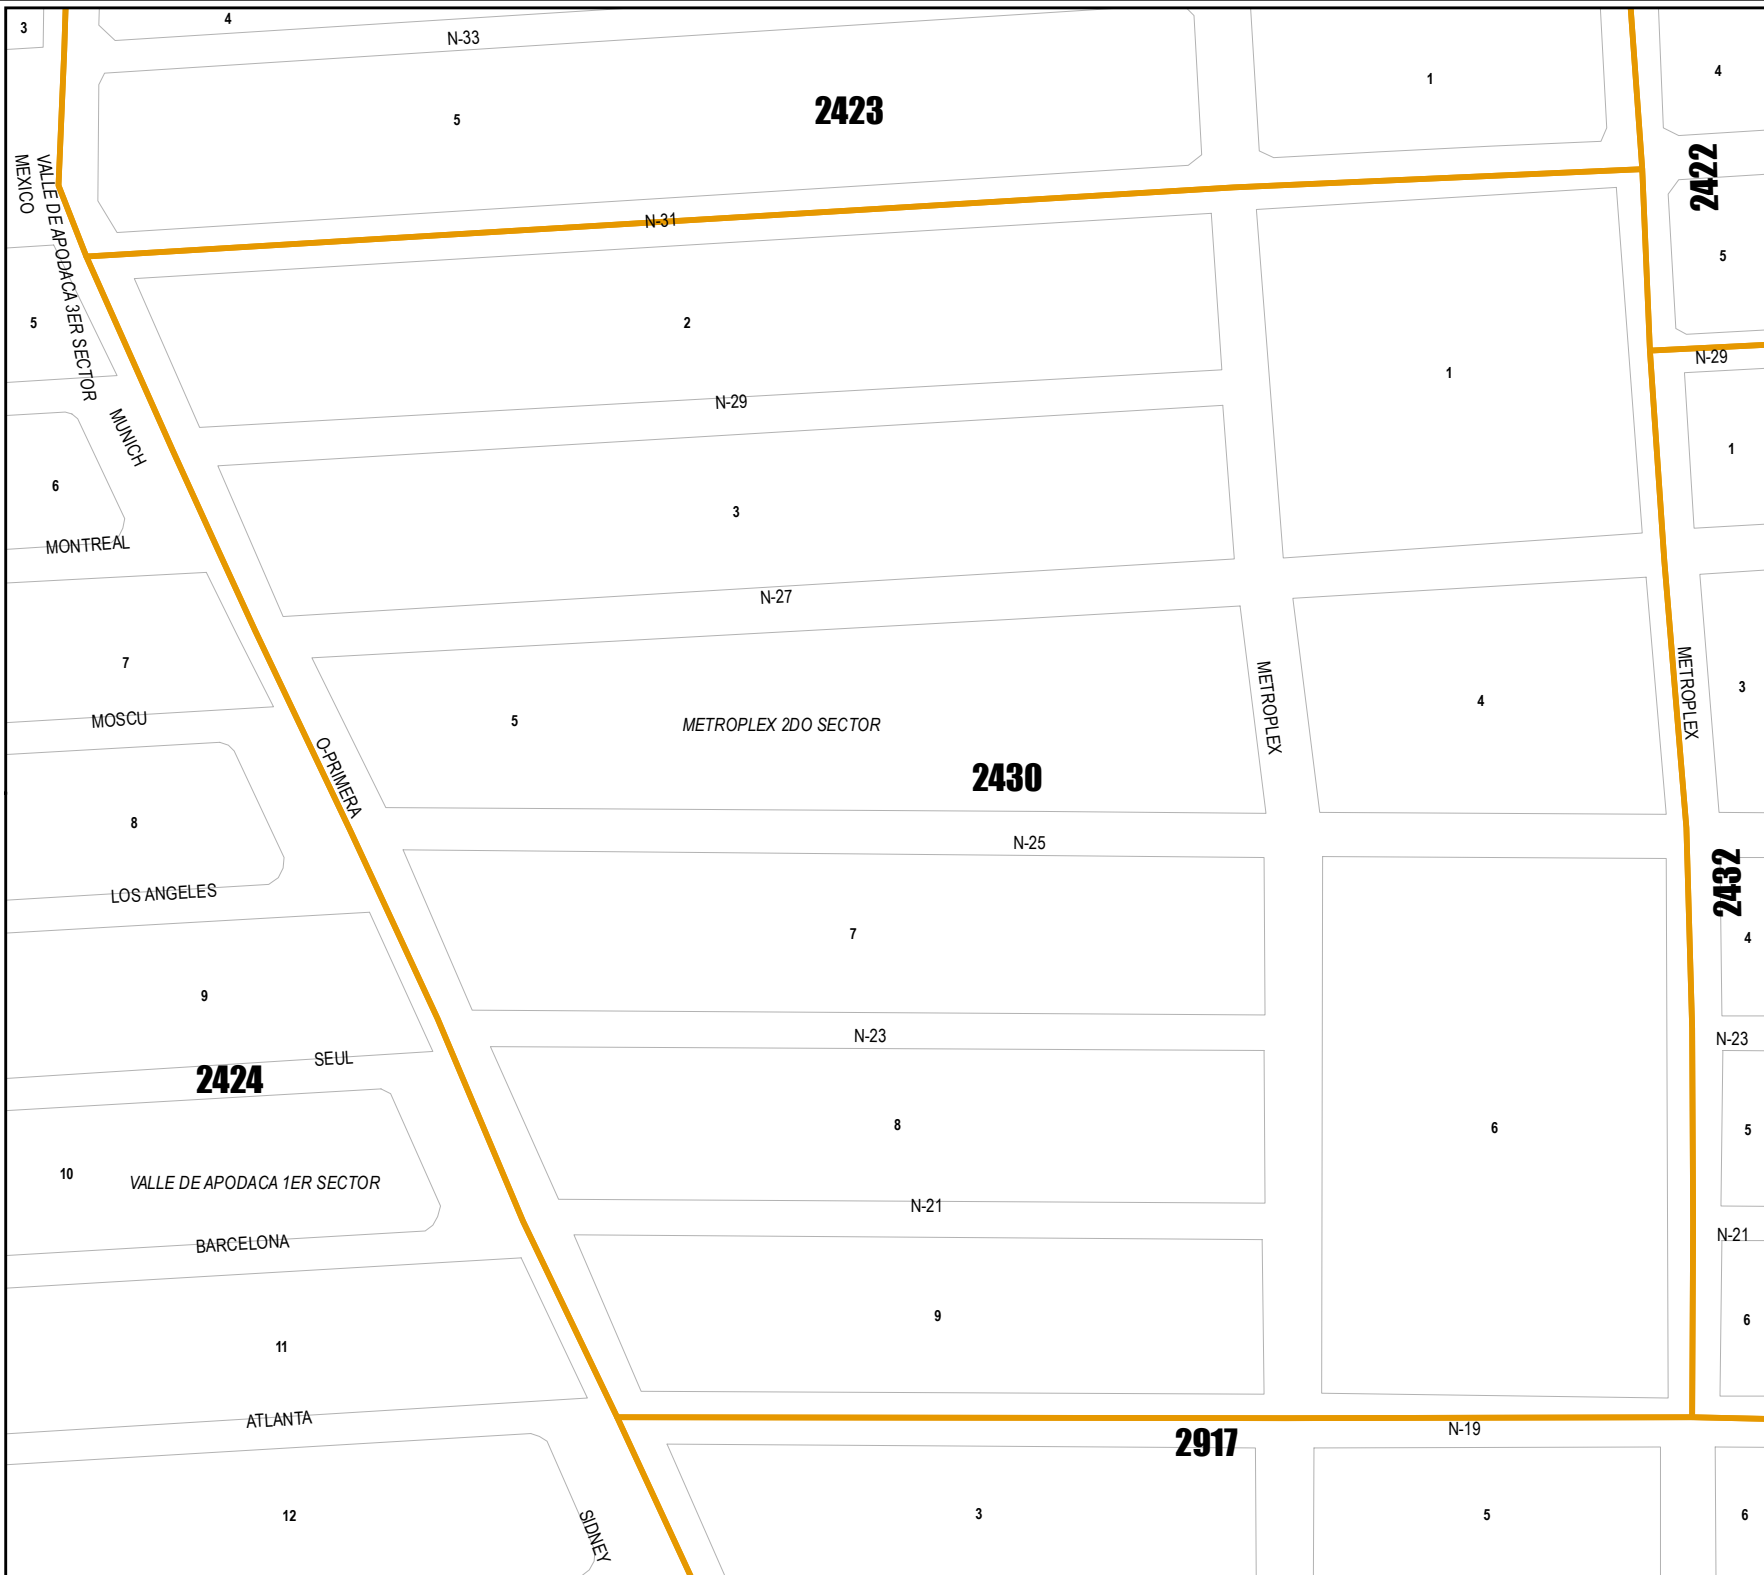 3
4
N-33
5
2423
1
4
MEXICO
VALLE DE APODACA 3ER SECTOR
2422
N-31
5
5
2
N-29
1
N-29
MUNICH
1
6
3
MONTREAL
N-27
7
METROPLEX
METROPLEX
3
4
MOSCU
5
METROPLEX 2DO SECTOR
O-PRIMERA
2430
8
N-25
LOS ANGELES
2432
7
4
9
N-23
N-23
SEUL
2424
8
6
5
10
VALLE DE APODACA 1ER SECTOR
N-21
BARCELONA
N-21
9
6
11
ATLANTA
N-19
2917
12
SIDNEY
3
5
6